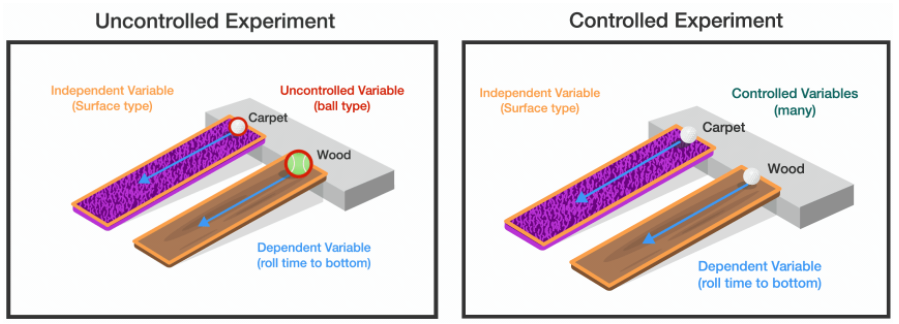 Uncontrolled Experiment
Independent Variable
(Surface type)
Uncontrolled Variable
(ball type)
Carpet
Wood
Dependent Variable
(roll time to bottom)
Controlled Experiment
Independent Variable
(Surface type)
Controlled Variables
(many)
Carpet
Wood
Dependent Variable
(roll time to bottom)